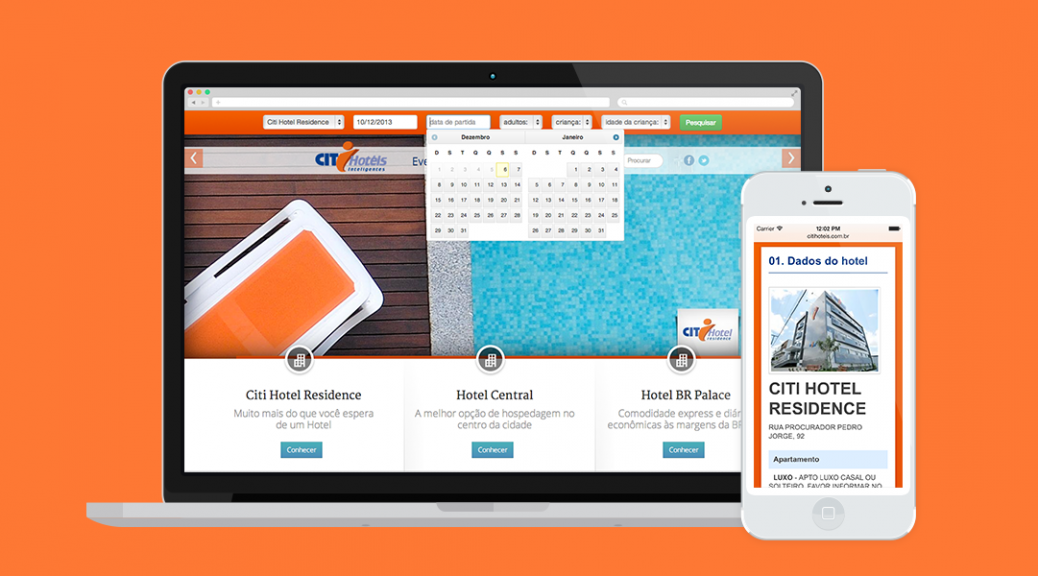 Citi Hotel Residence 10/12/2013 data de partida adultos: criança: idade da criança: Pesquisar
Dezembro Janeiro
D S T Q Q S S D S T Q Q S S
1 2 3 4 5 6 7 1 2 3 4
8 9 10 11 12 13 14 5 6 7 8 9 10 11
15 16 17 18 19 20 21 12 13 14 15 16 17 18
22 23 24 25 26 27 28 19 20 21 22 23 24 25
29 30 31 26 27 28 29 30 31
CITI Hotéis
inteligentes
Eve
Procurar
CITI Hotel
residence
Citi Hotel Residence
Muito mais do que você espera
de um Hotel
Conhecer
Hotel Central
A melhor opção de hospedagem no
centro da cidade
Conhecer
Hotel BR Palace
Comodidade express e diár
econômicas às margens da BR
Conhecer
Carrier 12:02 PM
citihoteis.com.br
01. Dados do hotel
CITI HOTEL
RESIDENCE
RUA PROCURADOR PEDRO
JORGE, 92
Apartamento
LUXO - APTO LUXO CASAL OU
SOLTEIRO. FAVOR INFORMAR NO